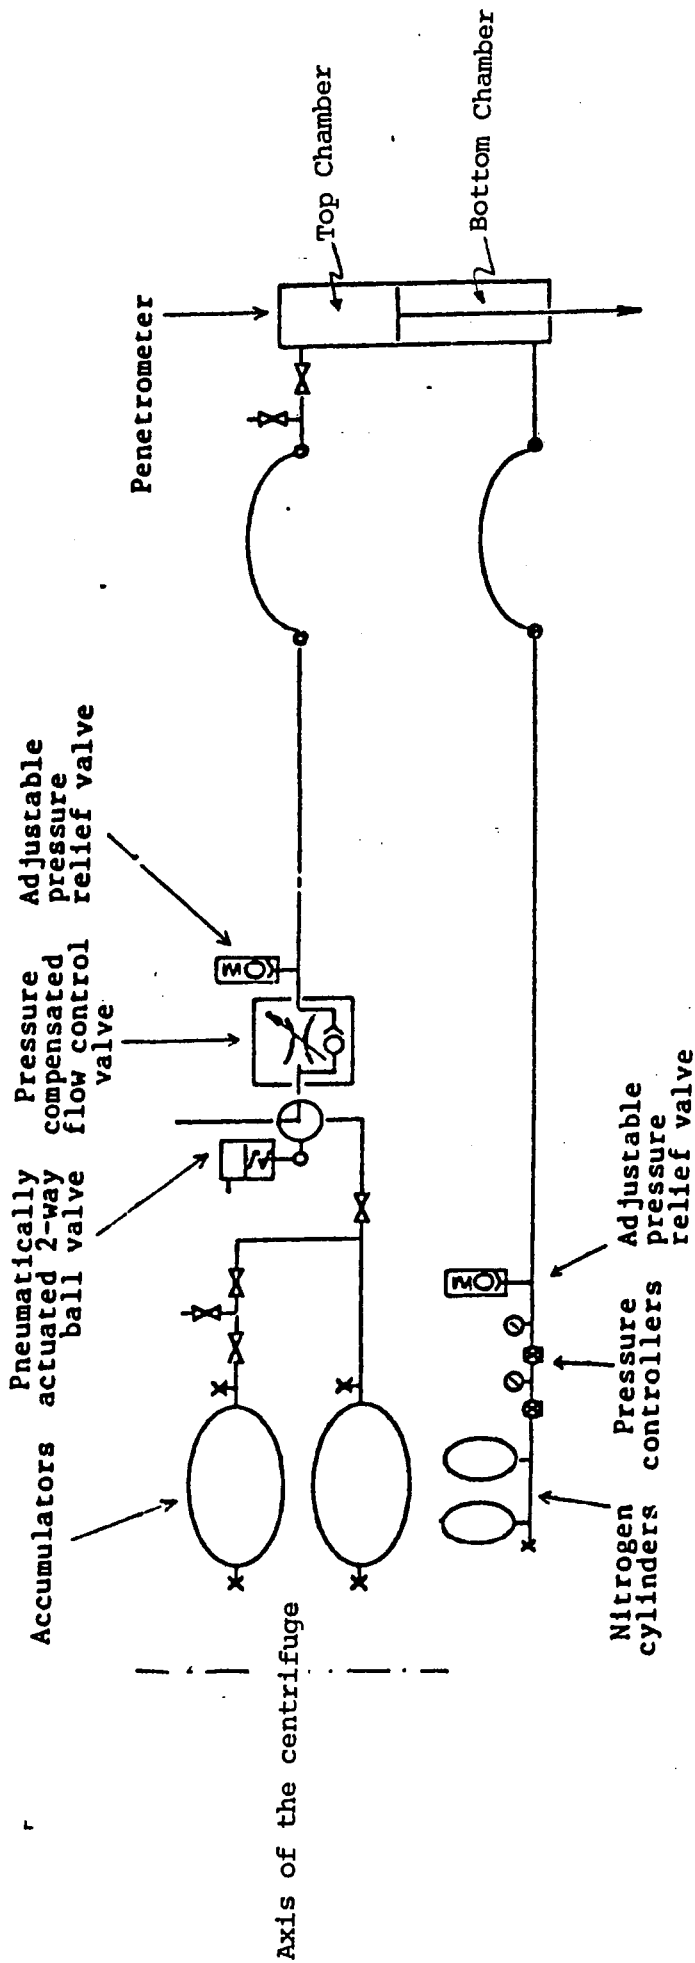 Penetrometer
Top Chamber
Bottom Chamber
Adjustable
pressure
relief valve
Pressure
compensated
flow control
valve
Pneumatically
actuated 2-way
ball valve
Accumulators
Adjustable
pressure
relief valve
Pressure
controllers
Nitrogen
cylinders
Axis of the centrifuge